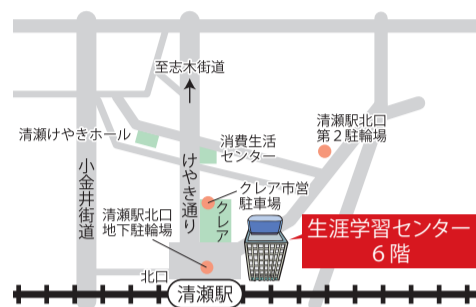 至志木街道
清瀬けやきホール
消費生活
センター
清瀬駅北口
第2駐輪場
小金井街道
けやき通り
クレア市営
駐車場
クレア
清瀬駅北口
地下駐輪場
生涯学習センター
6階
北口
清瀬駅